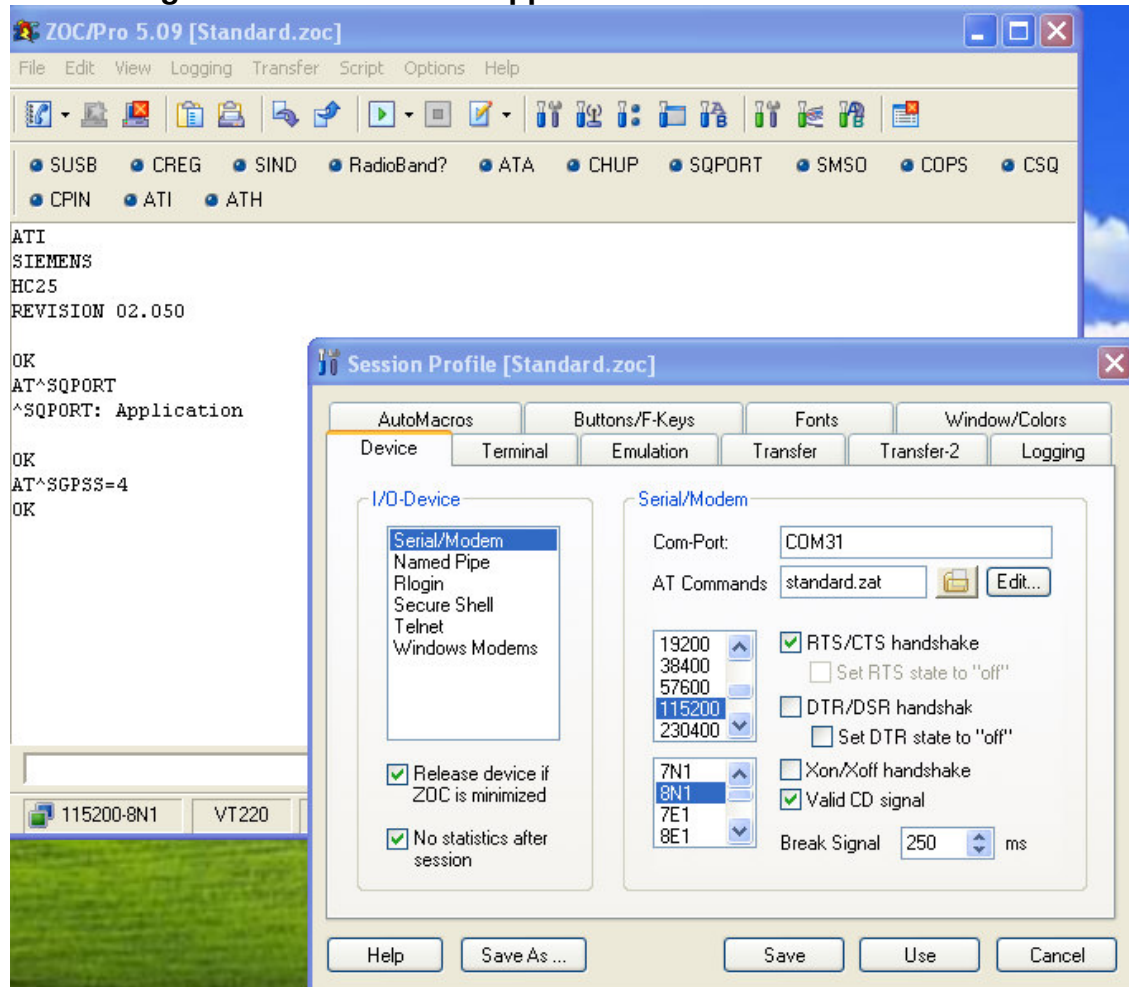 ZOC/Pro 5.09 [Standard.zoc]
File Edit View Logging Transfer Script Options Help
SUSB CREG SIND RadioBand? ATA CHUP SQPORT SMSO COPS CSQ
CPIN ATI ATH
ATI
SIEMENS
HC25
REVISION 02.050
OK
AT^SQPORT
^SQPORT: Application
OK
AT^SGPSS=4
OK
115200-8N1 VT220
Session Profile [Standard.zoc]
AutoMacros Buttons/F-Keys Fonts Window/Colors
Device Terminal Emulation Transfer Transfer-2 Logging
I/O-Device
Serial/Modem
Named Pipe
Rlogin
Secure Shell
Telnet
Windows Modems
Release device if
ZOC is minimized
No statistics after
session
Serial/Modem
Com-Port: COM31
AT Commands standard.zat Edit...
19200
38400
57600
115200
230400
RTS/CTS handshake
Set RTS state to "off"
DTR/DSR handshak
Set DTR state to "off"
7N1
8N1
7E1
8E1
Xon/Xoff handshake
Valid CD signal
Break Signal 250 ms
Help Save As ... Save Use Cancel